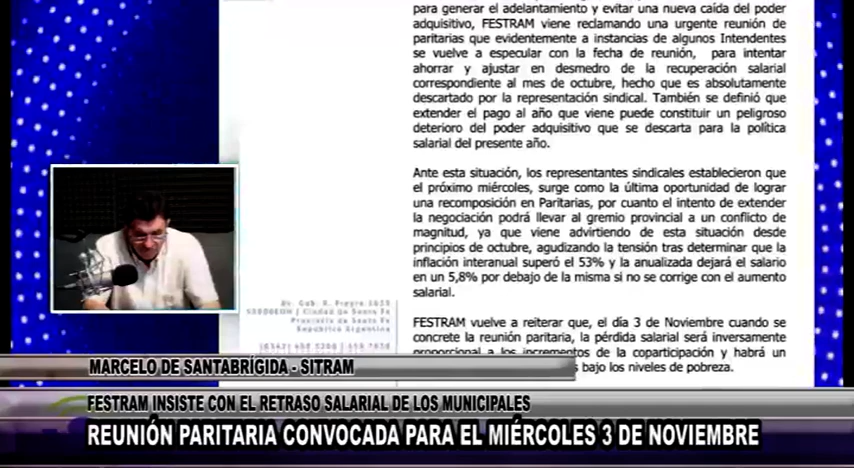 para generar el adelantamiento y evitar una nueva caída del poder
adquisitivo, FESTRAM viene reclamando una urgente reunión de
paritarias que evidentemente a instancias de algunos Intendentes
se vuelve a especular con la fecha de reunión, para intentar
ahorrar y ajustar en desmedro de la recuperación salarial
correspondiente al mes de octubre, hecho que es absolutamente
descartado por la representación sindical. También se definió que
extender el pago al año que viene puede constituir un peligroso
deterioro del poder adquisitivo que se descarta para la política
salarial del presente año.
Ante esta situación, los representantes sindicales establecieron que
el próximo miércoles, surge como la última oportunidad de lograr
una recomposición en Paritarias, por cuanto el intento de extender
la negociación podrá llevar al gremio provincial a un conflicto de
magnitud, ya que viene advirtiendo de esta situación desde
principios de octubre, agudizando la tensión tras determinar que la
inflación interanual superó el 53% y la anualizada dejará el salario
en un 5,8% por debajo de la misma si no se corrige con el aumento
salarial.
Ciudad de Santa Fe
Provincia de Santa Fe
República Argentina
FESTRAM vuelve a reiterar que, el día 3 de Noviembre cuando se
concrete la reunión paritaria, la pérdida salarial será inversamente
proporcional a los incrementos de la coparticipación y habrá un
bajo los niveles de pobreza.
MARCELO DE SANTABRÍGIDA - SITRAM
FESTRAM INSISTE CON EL RETRASO SALARIAL DE LOS MUNICIPALES
REUNIÓN PARITARIA CONVOCADA PARA EL MIÉRCOLES 3 DE NOVIEMBRE